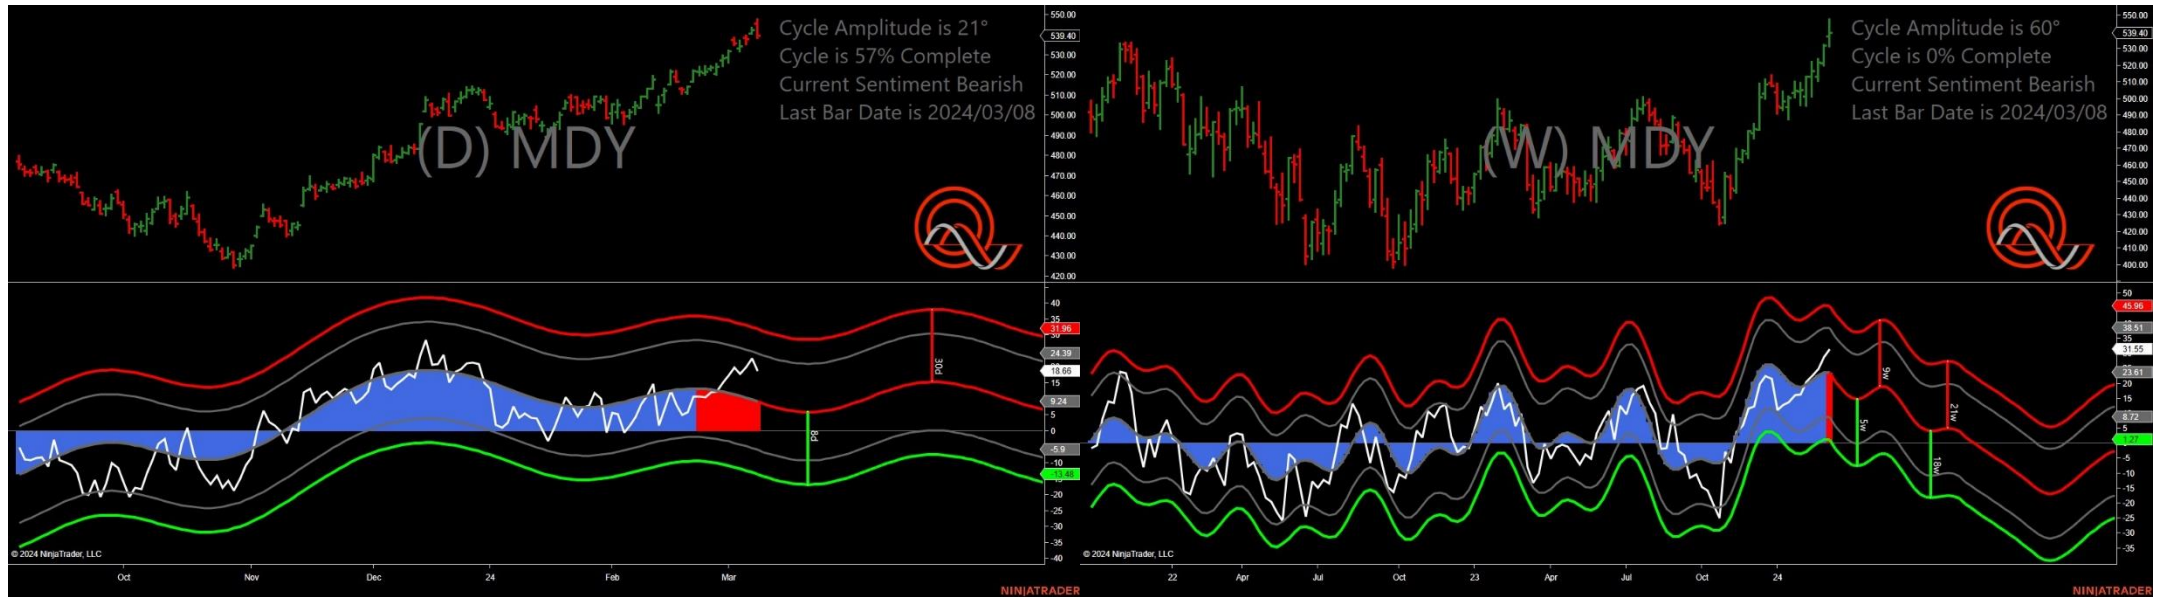 Cycle Amplitude is 21°
Cycle is 57% Complete
Current Sentiment Bearish
Last Bar Date is 2024/03/08
(D) MDY
550.00
539.40
530.00
520.00
510.00
500.00
490.00
480.00
470.00
460.00
450.00
440.00
430.00
420.00
40
35
31.96
24.39
18.66
15
9.24
5
0
-5.9
-10
-13.48
-20
-25
-30
-35
-40
30d
8d
© 2024 NinjaTrader, LLC
Oct
Nov
Dec
24
Feb
Mar
NINJATRADER
Cycle Amplitude is 60°
Cycle is 0% Complete
Current Sentiment Bearish
Last Bar Date is 2024/03/08
(W) MDY
550.00
539.40
530.00
520.00
510.00
500.00
490.00
480.00
470.00
460.00
450.00
440.00
430.00
420.00
410.00
400.00
50
45.96
38.51
35
31.55
23.61
20
15
8.72
5
1.27
-5
-10
-15
-20
-25
-30
-35
9w
5w
21w
18w
© 2024 NinjaTrader, LLC
22
Apr
Jul
Oct
23
Apr
Jul
Oct
24
NINJATRADER